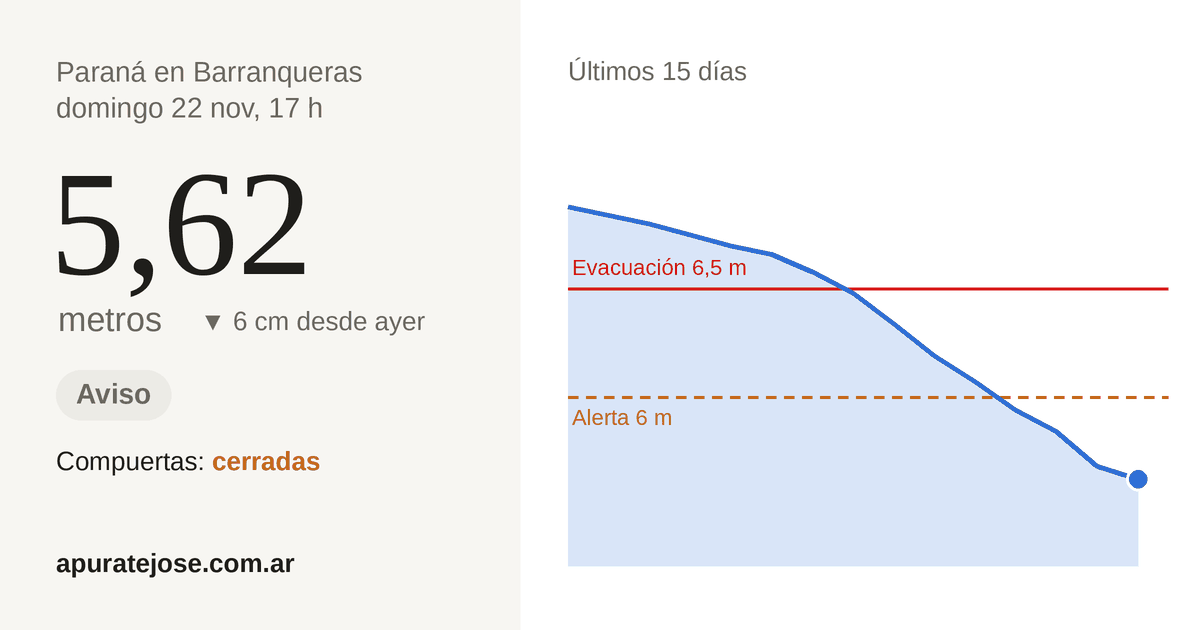 Paraná en Barranqueras
domingo 22 nov, 17 h
5,62
metros ▼ 6 cm desde ayer
Aviso
Compuertas: cerradas
apuratejose.com.ar
Últimos 15 días
Evacuación 6,5 m
Alerta 6 m